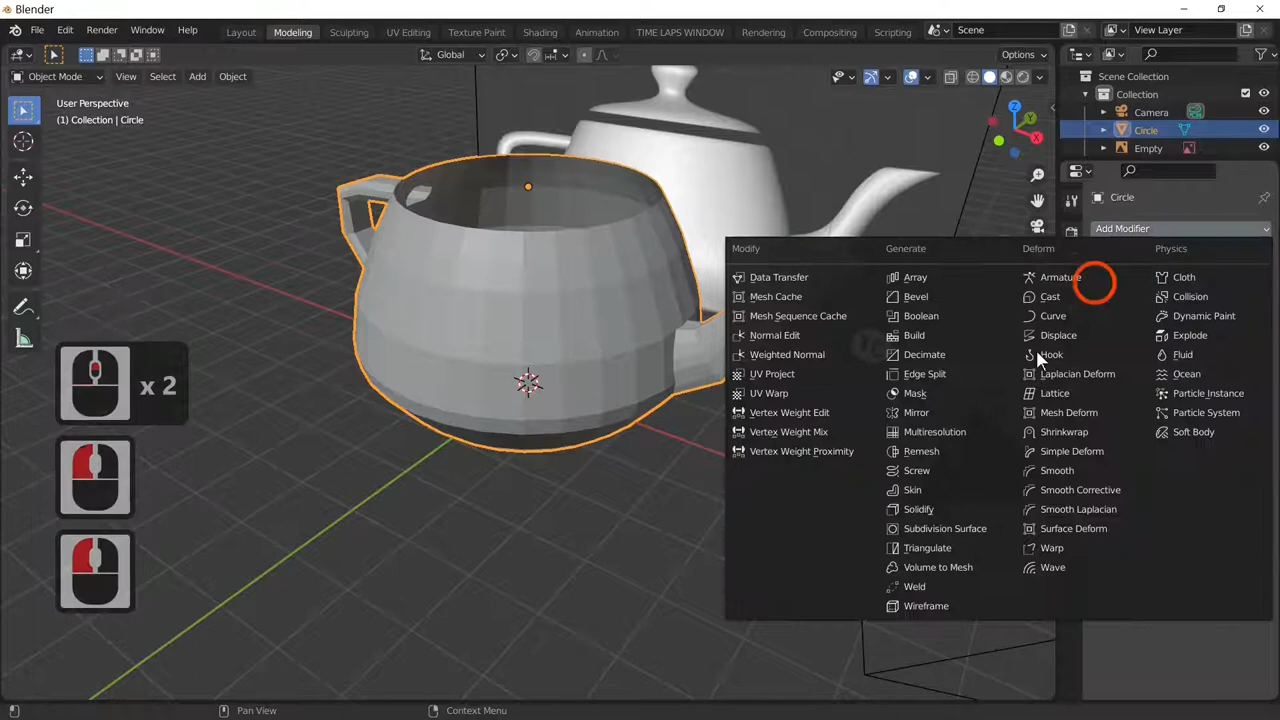 Blender
File Edit Render Window Help Layout Modeling Sculpting UV Editing Texture Paint Shading Animation TIME LAPS WINDOW Rendering Compositing Scripting Scene View Layer
Global Options
Object Mode View Select Add Object Scene Collection
User Perspective
(1) Collection | Circle
Collection
Camera
Circle
Empty
Z
Y
X
Circle
Add Modifier
Modify Generate Deform Physics
Data Transfer Array Armature Cloth
Mesh Cache Bevel Cast Collision
Mesh Sequence Cache Boolean Curve Dynamic Paint
Normal Edit Build Displace Explode
Weighted Normal Decimate Hook Fluid
UV Project Edge Split Laplacian Deform Ocean
UV Warp Mask Lattice Particle Instance
Vertex Weight Edit Mirror Mesh Deform Particle System
Vertex Weight Mix Multiresolution Shrinkwrap Soft Body
Vertex Weight Proximity Remesh Simple Deform
Screw Smooth
Skin Smooth Corrective
Solidify Smooth Laplacian
Subdivision Surface Surface Deform
Triangulate Warp
Volume to Mesh Wave
Weld
Wireframe
x 2
Pan View Context Menu